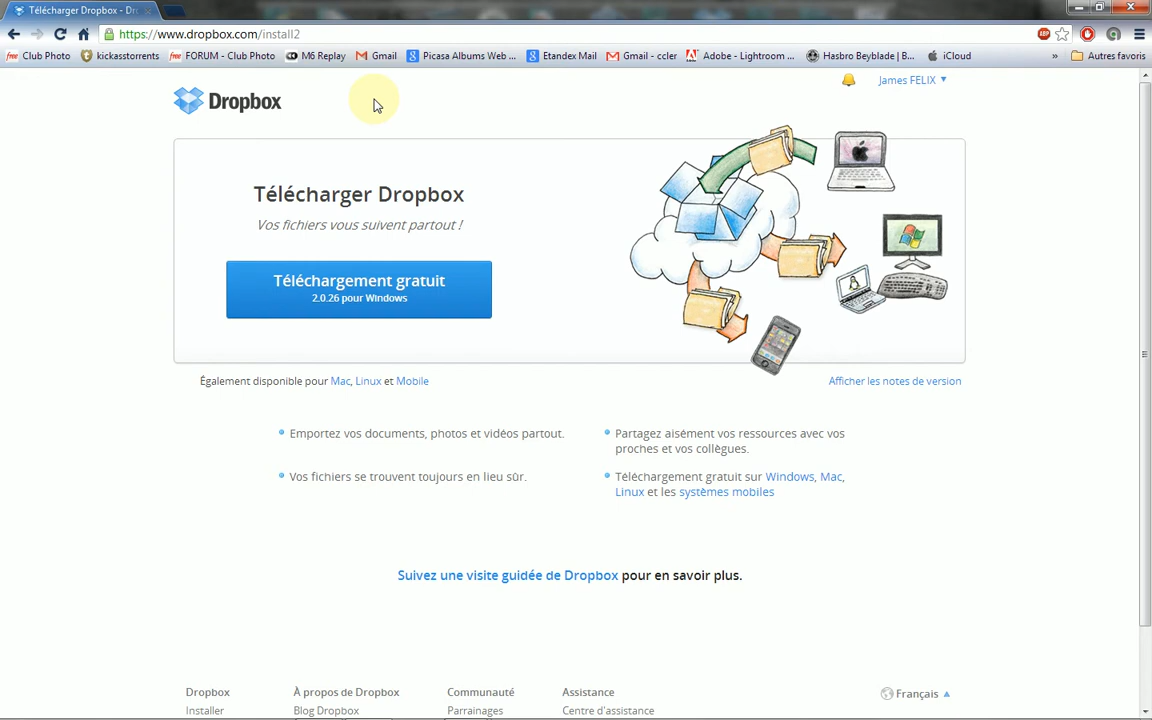 Télécharger Dropbox - Dro
https://www.dropbox.com/install2
ABP
free Club Photo
kickasstorrents
free FORUM - Club Photo
M6 Replay
Gmail
Picasa Albums Web ...
Etandex Mail
Gmail - ccler
Adobe - Lightroom ...
Hasbro Beyblade | B...
iCloud
»
Autres favoris
Dropbox
James FELIX
Télécharger Dropbox
Vos fichiers vous suivent partout !
Téléchargement gratuit
2.0.26 pour Windows
Également disponible pour Mac, Linux et Mobile
Afficher les notes de version
Emportez vos documents, photos et vidéos partout.
Vos fichiers se trouvent toujours en lieu sûr.
Partagez aisément vos ressources avec vos
proches et vos collègues.
Téléchargement gratuit sur Windows, Mac,
Linux et les systèmes mobiles
Suivez une visite guidée de Dropbox pour en savoir plus.
Dropbox
À propos de Dropbox
Communauté
Assistance
Français
Installer
Blog Dropbox
Parrainages
Centre d'assistance